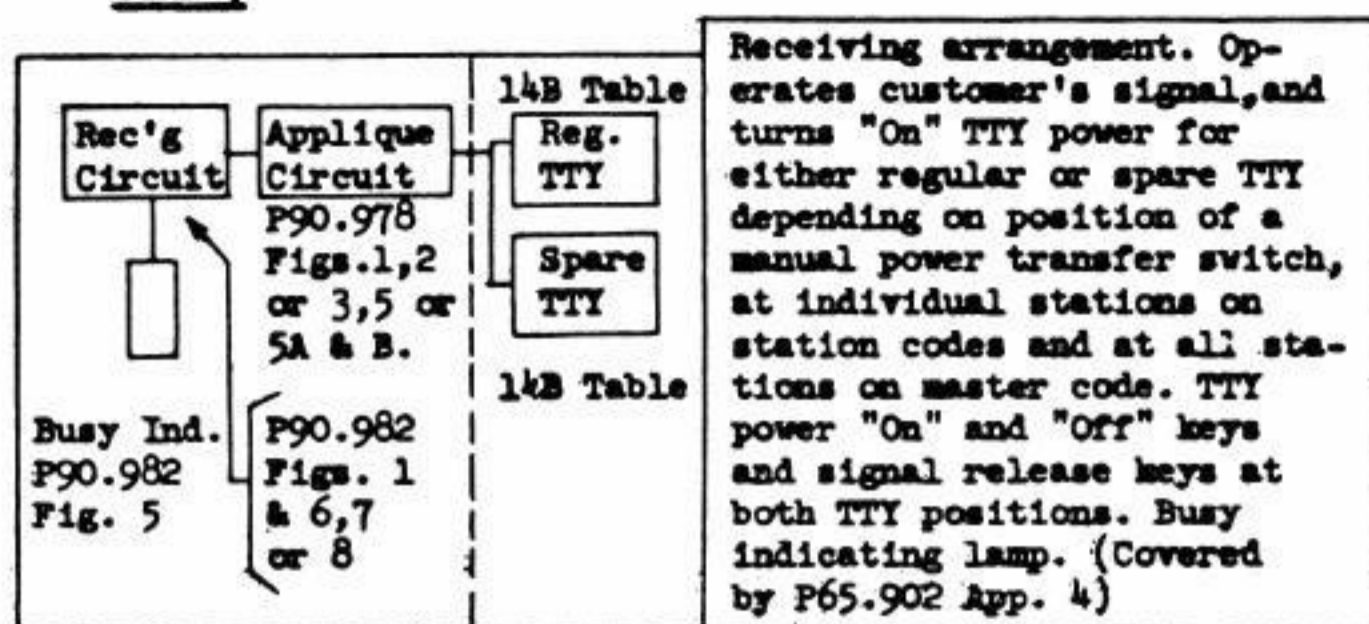 Rec'g
Circuit
Applique
Circuit
P90.978
Figs.1,2
or 3,5 or
5A & B.
Busy Ind.
P90.982
Fig. 5
P90.982
Figs. 1
& 6,7
or 8
14B Table
Reg.
TTY
Spare
TTY
14B Table
Receiving arrangement. Op-
erates customer's signal,and
turns "On" TTY power for
either regular or spare TTY
depending on position of a
manual power transfer switch,
at individual stations on
station codes and at all sta-
tions on master code. TTY
power "On" and "Off" keys
and signal release keys at
both TTY positions. Busy
indicating lamp. (Covered
by P65.902 App. 4)